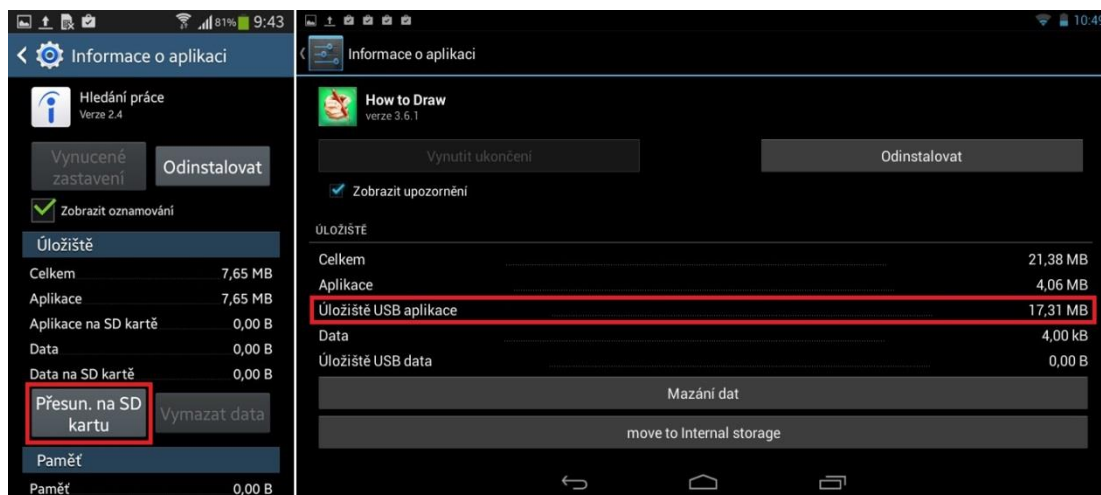 81% 9:43
Informace o aplikaci
Hledání práce
Verze 2.4
Vynucené
zastavení
Odinstalovat
Zobrazit oznamování
Úložiště
Celkem 7,65 MB
Aplikace 7,65 MB
Aplikace na SD kartě 0,00 B
Data 0,00 B
Data na SD kartě 0,00 B
Přesun. na SD
kartu
Vymazat data
Paměť
Paměť 0,00 B
10:49
Informace o aplikaci
How to Draw
verze 3.6.1
Vynutit ukončení
Odinstalovat
Zobrazit upozornění
ÚLOŽIŠTĚ
Celkem 21,38 MB
Aplikace 4,06 MB
Úložiště USB aplikace 17,31 MB
Data 4,00 kB
Úložiště USB data 0,00 B
Mazání dat
move to Internal storage